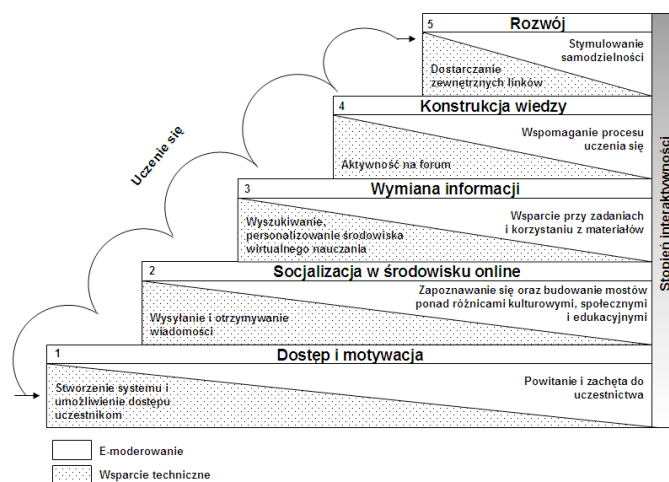 5 Rozwój
Stymulowanie
samodzielności
Dostarczanie
zewnętrznych linków
4 Konstrukcja wiedzy
Wspomaganie procesu
uczenia się
Aktywność na forum
3 Wymiana informacji
Wsparcie przy zadaniach
i korzystaniu z materiałów
Wyszukiwanie,
personalizowanie środowiska
wirtualnego nauczania
2 Socjalizacja w środowisku online
Zapoznawanie się oraz budowanie mostów
ponad różnicami kulturowymi, społecznymi
i edukacyjnymi
Wysyłanie i otrzymywanie
wiadomości
1 Dostęp i motywacja
Powitanie i zachęta do
uczestnictwa
Stworzenie systemu i
umożliwienie dostępu
uczestnikom
Uczenie się
Stopień interaktywności
E-moderowanie
Wsparcie techniczne